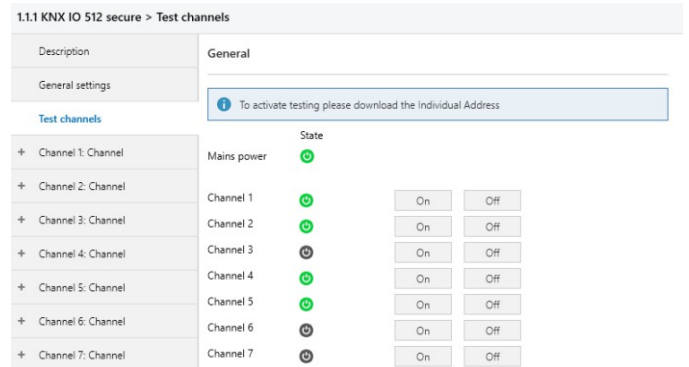 1.1.1 KNX IO 512 secure > Test channels
Description
General settings
Test channels
+ Channel 1: Channel
+ Channel 2: Channel
+ Channel 3: Channel
+ Channel 4: Channel
+ Channel 5: Channel
+ Channel 6: Channel
+ Channel 7: Channel
General
To activate testing please download the Individual Address
State
Mains power
Channel 1 On Off
Channel 2 On Off
Channel 3 On Off
Channel 4 On Off
Channel 5 On Off
Channel 6 On Off
Channel 7 On Off